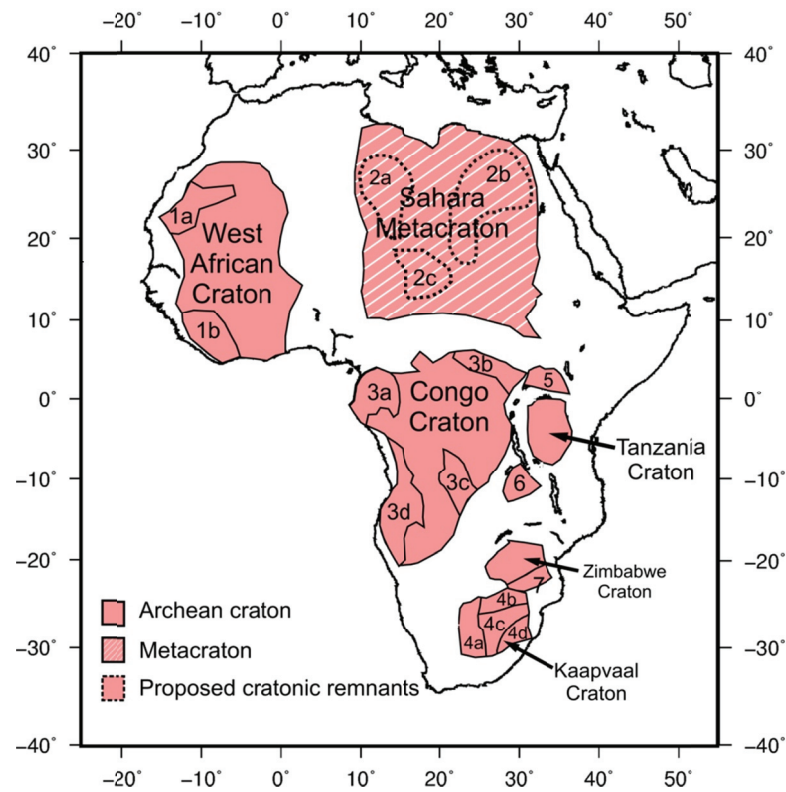 −20° −10° 0° 10° 20° 30° 40° 50°
40° 40°
30° 30°
2a 2b
Sahara
Metacraton
1a
West
African
Craton
20° 20°
2c
10° 10°
1b
3b
3a
5
Congo
Craton
0° 0°
Tanzania
Craton
−10° −10°
3c
6
3d
−20° −20°
Zimbabwe
Craton
7
4b
4c
4d
4a
Archean craton
Metacraton
Proposed cratonic remnants
−30° −30°
Kaapvaal
Craton
−40° −40°
−20° −10° 0° 10° 20° 30° 40° 50°